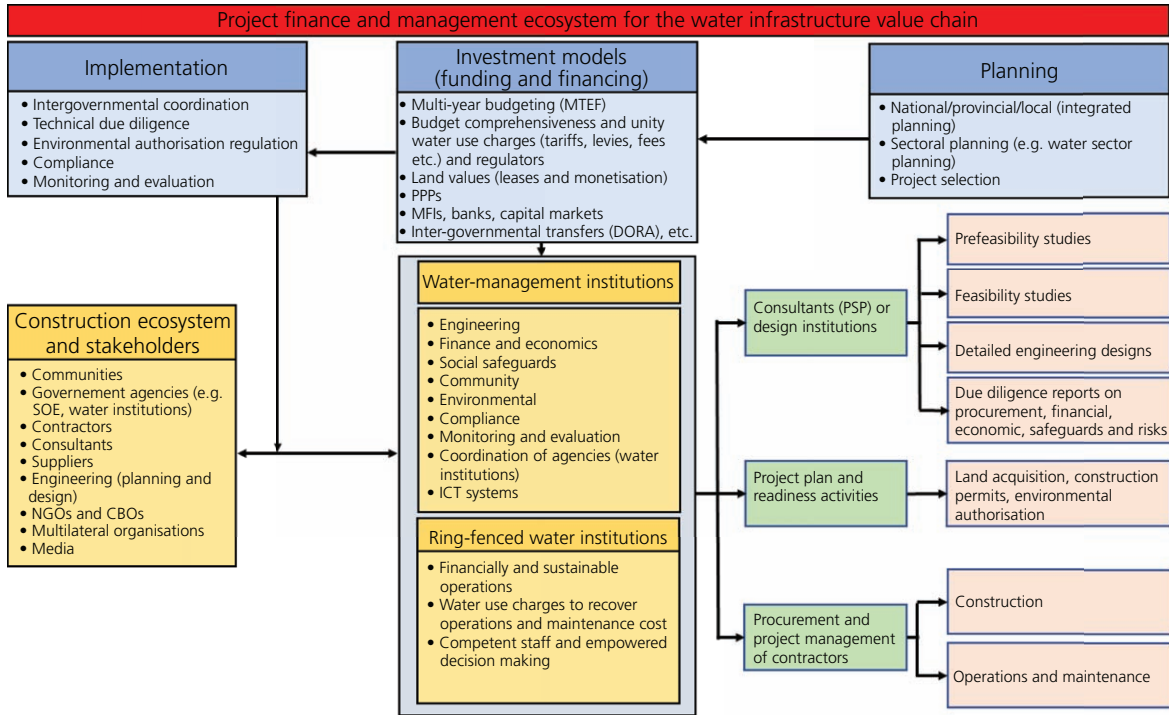 Project finance and management ecosystem for the water infrastructure value chain
Implementation
• Intergovernmental coordination
• Technical due diligence
• Environmental authorisation regulation
• Compliance
• Monitoring and evaluation
Investment models
(funding and financing)
• Multi-year budgeting (MTEF)
• Budget comprehensiveness and unity
water use charges (tariffs, levies, fees
etc.) and regulators
• Land values (leases and monetisation)
• PPPs
• MFIs, banks, capital markets
• Inter-governmental transfers (DORA), etc.
Planning
• National/provincial/local (integrated
planning)
• Sectoral planning (e.g. water sector
planning)
• Project selection
Construction ecosystem
and stakeholders
• Communities
• Governement agencies (e.g.
SOE, water institutions)
• Contractors
• Consultants
• Suppliers
• Engineering (planning and
design)
• NGOs and CBOs
• Multilateral organisations
• Media
Water-management institutions
• Engineering
• Finance and economics
• Social safeguards
• Community
• Environmental
• Compliance
• Monitoring and evaluation
• Coordination of agencies (water
institutions)
• ICT systems
Ring-fenced water institutions
• Financially and sustainable
operations
• Water use charges to recover
operations and maintenance cost
• Competent staff and empowered
decision making
Consultants (PSP) or
design institutions
Prefeasibility studies
Feasibility studies
Detailed engineering designs
Due diligence reports on
procurement, financial,
economic, safeguards and risks
Project plan and
readiness activities
Land acquisition, construction
permits, environmental
authorisation
Procurement and
project management
of contractors
Construction
Operations and maintenance